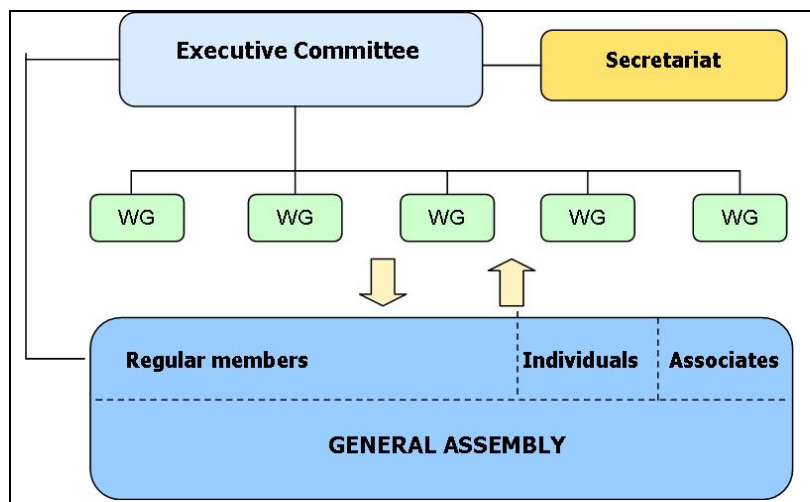 Executive Committee
Secretariat
WG
WG
WG
WG
WG
Regular members
Individuals
Associates
GENERAL ASSEMBLY